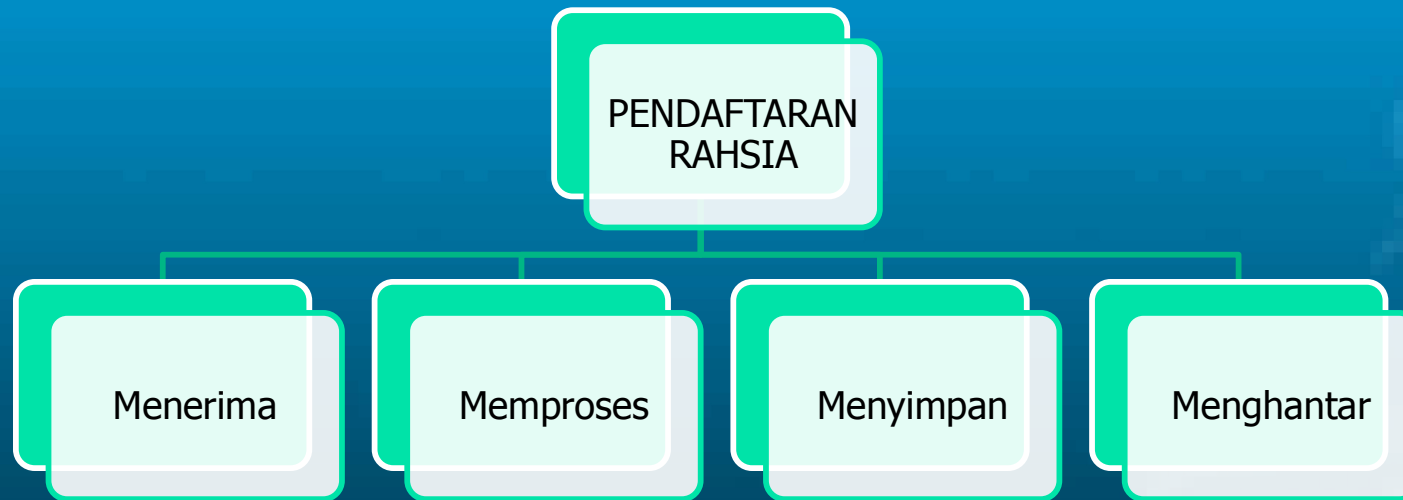 PENDAFTARAN
RAHSIA
Menerima
Memproses
Menyimpan
Menghantar